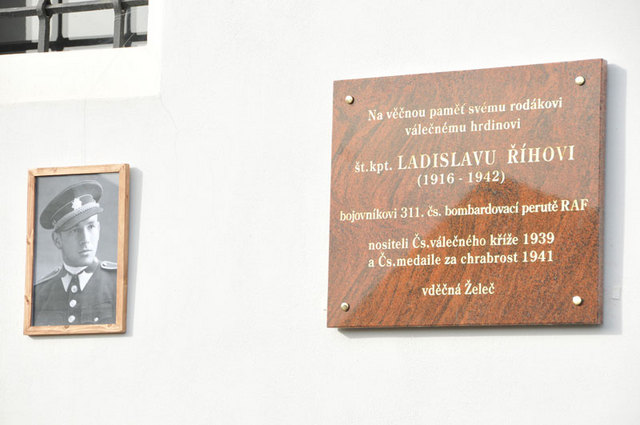 Na věčnou paměť svému rodákovi
válečnému hrdinovi
št.kpt. LADISLAVU ŘÍHOVI
(1916 - 1942)
bojovníkovi 311. čs. bombardovací perutě RAF
nositeli Čs.válečného kříže 1939
a Čs.medaile za chrabrost 1941
vděčná Želeč